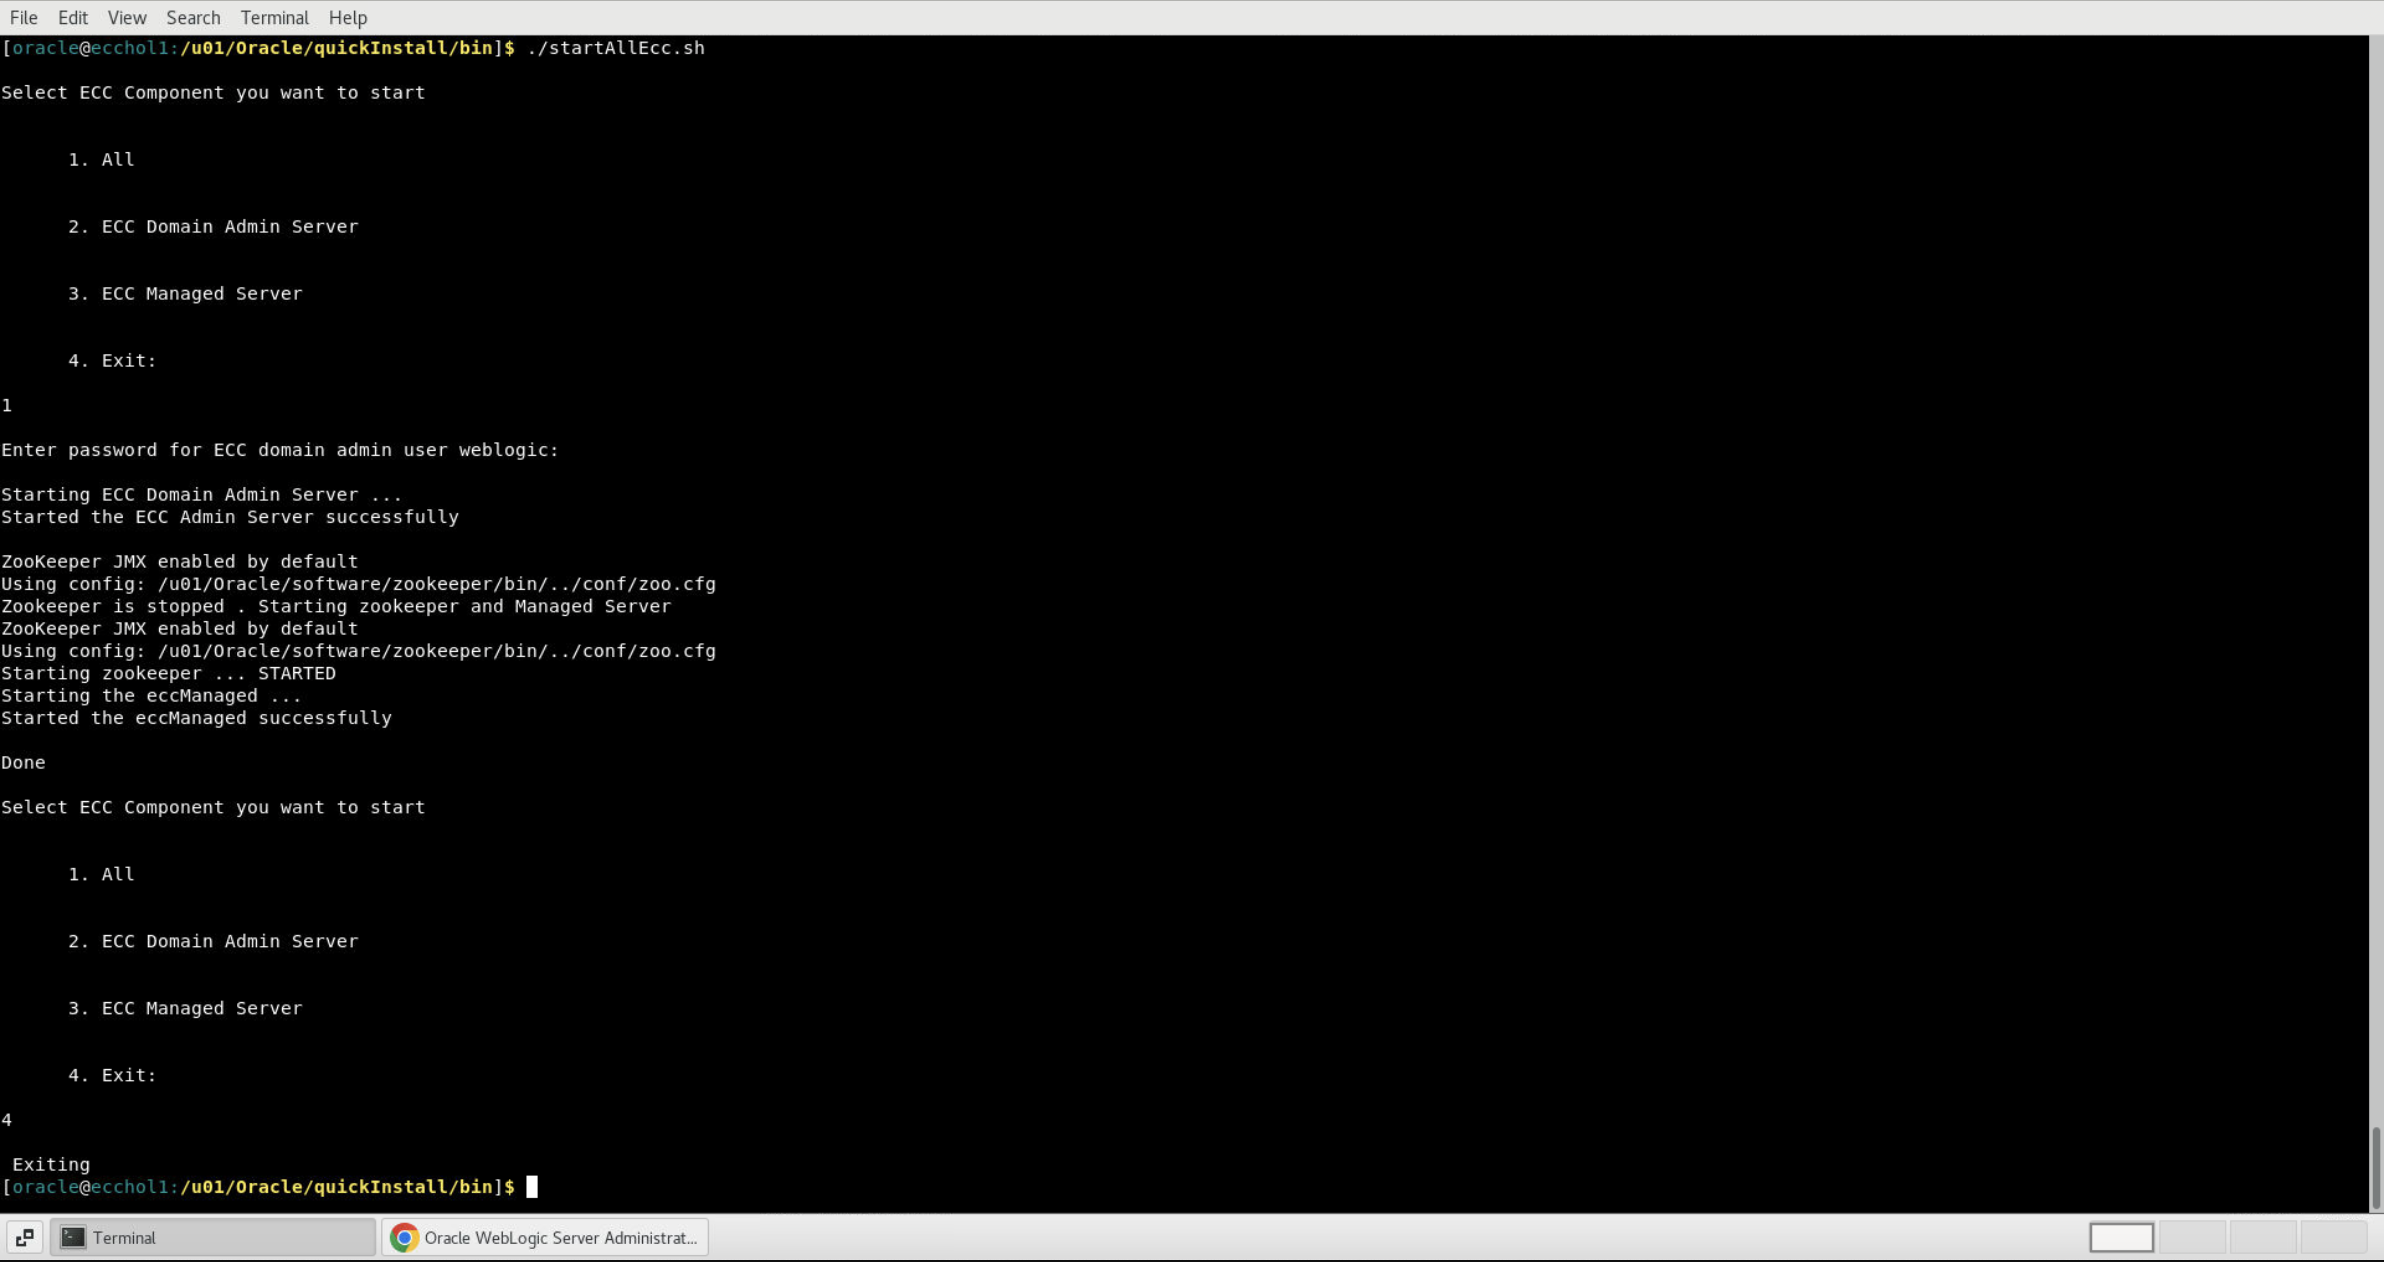 File Edit View Search Terminal Help
[oracle@ecchol1:/u01/Oracle/quickInstall/bin]$ ./startAllEcc.sh
Select ECC Component you want to start
1. All
2. ECC Domain Admin Server
3. ECC Managed Server
4. Exit:
1
Enter password for ECC domain admin user weblogic:
Starting ECC Domain Admin Server ...
Started the ECC Admin Server successfully
ZooKeeper JMX enabled by default
Using config: /u01/Oracle/software/zookeeper/bin/../conf/zoo.cfg
Zookeeper is stopped . Starting zookeeper and Managed Server
ZooKeeper JMX enabled by default
Using config: /u01/Oracle/software/zookeeper/bin/../conf/zoo.cfg
Starting zookeeper ... STARTED
Starting the eccManaged ...
Started the eccManaged successfully
Done
Select ECC Component you want to start
1. All
2. ECC Domain Admin Server
3. ECC Managed Server
4. Exit:
4
Exiting
[oracle@ecchol1:/u01/Oracle/quickInstall/bin]$
Terminal Oracle WebLogic Server Administrat...